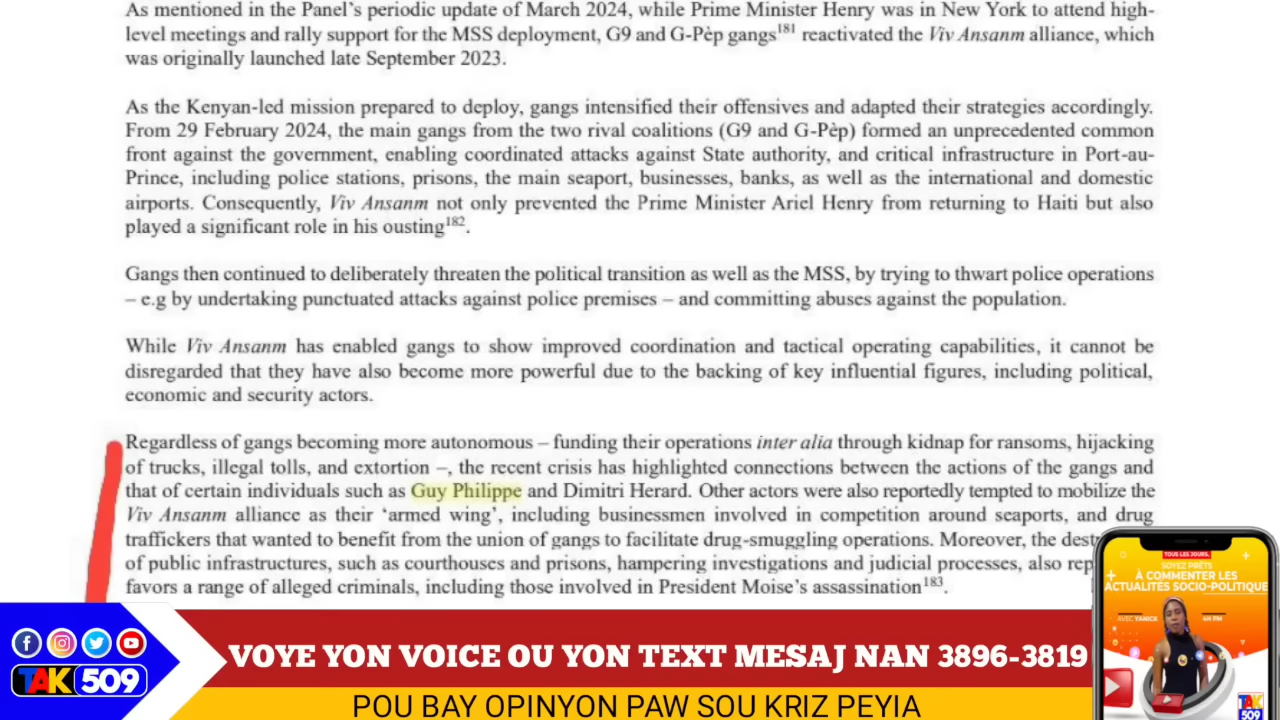 As mentioned in the Panel's periodic update of March 2024, while Prime Minister Henry was in New York to attend high-
level meetings and rally support for the MSS deployment, G9 and G-Pèp gangs181 reactivated the Viv Ansanm alliance, which
was originally launched late September 2023.
As the Kenyan-led mission prepared to deploy, gangs intensified their offensives and adapted their strategies accordingly.
From 29 February 2024, the main gangs from the two rival coalitions (G9 and G-Pèp) formed an unprecedented common
front against the government, enabling coordinated attacks against State authority, and critical infrastructure in Port-au-
Prince, including police stations, prisons, the main seaport, businesses, banks, as well as the international and domestic
airports. Consequently, Viv Ansanm not only prevented the Prime Minister Ariel Henry from returning to Haiti but also
played a significant role in his ousting182.
Gangs then continued to deliberately threaten the political transition as well as the MSS, by trying to thwart police operations
– e.g by undertaking punctuated attacks against police premises – and committing abuses against the population.
While Viv Ansanm has enabled gangs to show improved coordination and tactical operating capabilities, it cannot be
disregarded that they have also become more powerful due to the backing of key influential figures, including political,
economic and security actors.
Regardless of gangs becoming more autonomous – funding their operations inter alia through kidnap for ransoms, hijacking
of trucks, illegal tolls, and extortion –, the recent crisis has highlighted connections between the actions of the gangs and
that of certain individuals such as Guy Philippe and Dimitri Herard. Other actors were also reportedly tempted to mobilize the
Viv Ansanm alliance as their 'armed wing', including businessmen involved in competition around seaports, and drug
traffickers that wanted to benefit from the union of gangs to facilitate drug-smuggling operations. Moreover, the dest
of public infrastructures, such as courthouses and prisons, hampering investigations and judicial processes, also rep
favors a range of alleged criminals, including those involved in President Moise's assassination183.
TOUS LES JOURS,
SOYEZ PRÊTS
À COMMENTER LES
ACTUALITÉS SOCIO-POLITIQUE
AVEC YANICK
4H PM
TAK 509
TAK 509
VOYE YON VOICE OU YON TEXT MESAJ NAN 3896-3819
POU BAY OPINYON PAW SOU KRIZ PEYIA